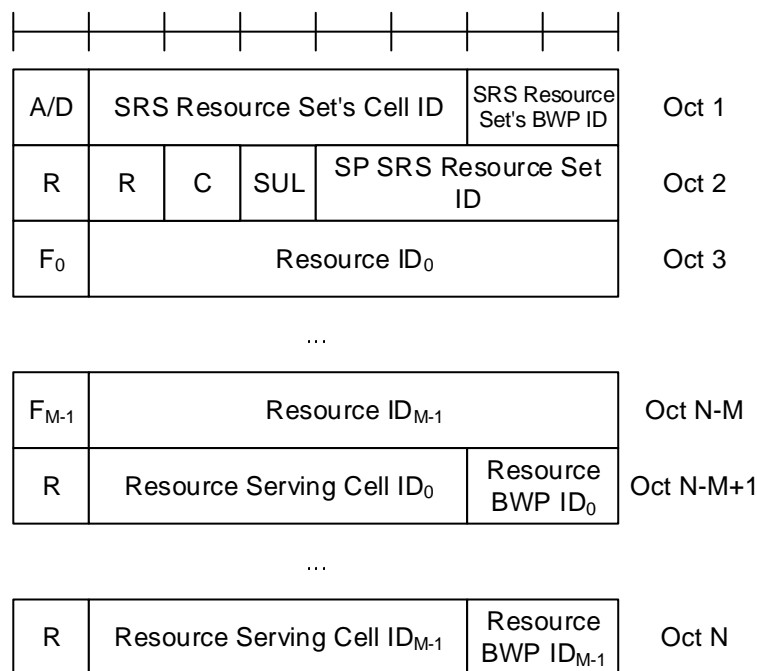 A/D SRS Resource Set's Cell ID SRS Resource Set's BWP ID Oct 1
R R C SUL SP SRS Resource Set ID Oct 2
F0 Resource ID0 Oct 3
...
FM-1 Resource IDM-1 Oct N-M
R Resource Serving Cell ID0 Resource BWP ID0 Oct N-M+1
...
R Resource Serving Cell IDM-1 Resource BWP IDM-1 Oct N